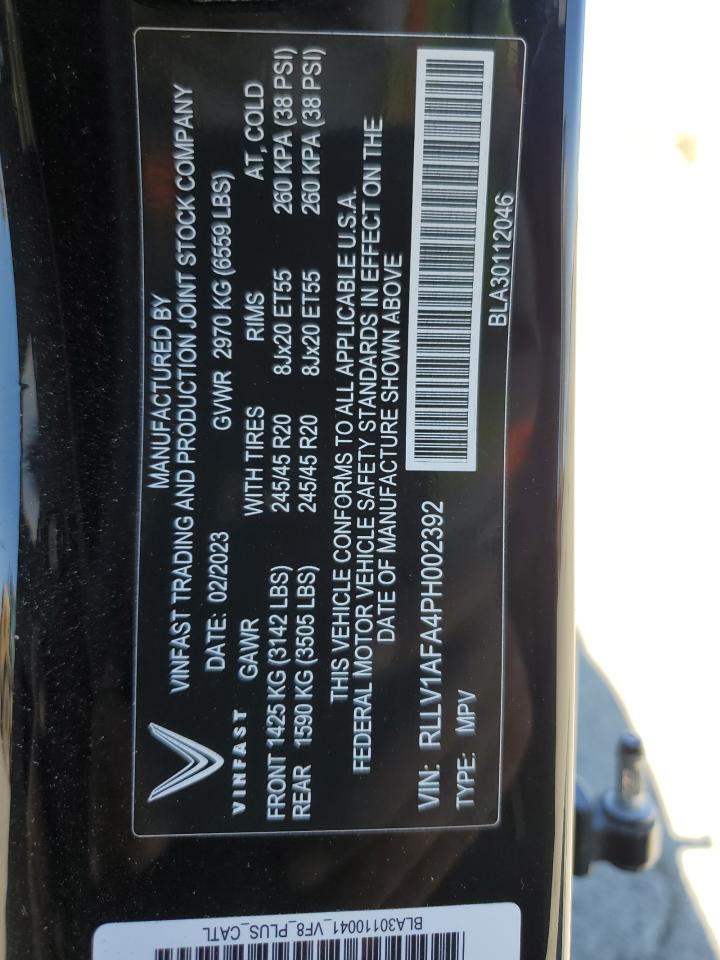 MANUFACTURED BY
VINFAST TRADING AND PRODUCTION JOINT STOCK COMPANY
DATE: 02/2023 GVWR 2970 KG (6559 LBS)
VINFAST
GAWR WITH TIRES RIMS AT, COLD
FRONT 1425 KG (3142 LBS) 245/45 R20 8Jx20 ET55 260 KPA (38 PSI)
REAR 1590 KG (3505 LBS) 245/45 R20 8Jx20 ET55 260 KPA (38 PSI)
THIS VEHICLE CONFORMS TO ALL APPLICABLE U.S.A.
FEDERAL MOTOR VEHICLE SAFETY STANDARDS IN EFFECT ON THE
DATE OF MANUFACTURE SHOWN ABOVE
VIN: RLLV1AFA4PH002392
TYPE: MPV
BLA30112046
BLA30110041_VF8_PLUS_CATL